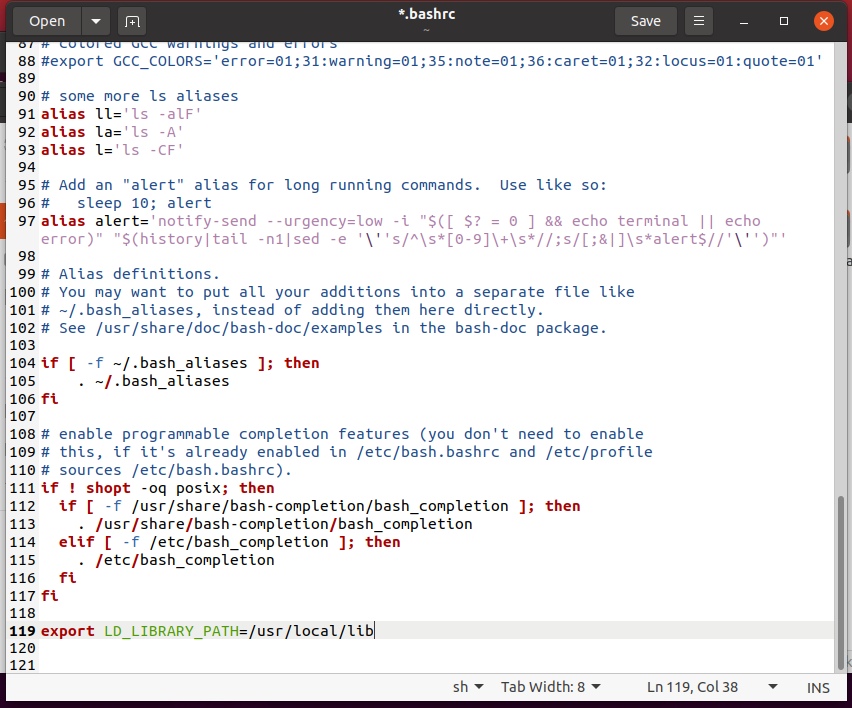 Open
*.bashrc
~
Save
87 # colored GCC warnings and errors
88 #export GCC_COLORS='error=01;31:warning=01;35:note=01;36:caret=01;32:locus=01:quote=01'
89
90 # some more ls aliases
91 alias ll='ls -alF'
92 alias la='ls -A'
93 alias l='ls -CF'
94
95 # Add an "alert" alias for long running commands.  Use like so:
96 #   sleep 10; alert
97 alias alert='notify-send --urgency=low -i "$([ $? = 0 ] && echo terminal || echo
error)" "$(history|tail -n1|sed -e '\''s/^\s*[0-9]\+\s*//;s/[;&|]\s*alert$//'\'')"'
98
99 # Alias definitions.
100 # You may want to put all your additions into a separate file like
101 # ~/.bash_aliases, instead of adding them here directly.
102 # See /usr/share/doc/bash-doc/examples in the bash-doc package.
103
104 if [ -f ~/.bash_aliases ]; then
105     . ~/.bash_aliases
106 fi
107
108 # enable programmable completion features (you don't need to enable
109 # this, if it's already enabled in /etc/bash.bashrc and /etc/profile
110 # sources /etc/bash.bashrc).
111 if ! shopt -oq posix; then
112   if [ -f /usr/share/bash-completion/bash_completion ]; then
113     . /usr/share/bash-completion/bash_completion
114   elif [ -f /etc/bash_completion ]; then
115     . /etc/bash_completion
116   fi
117 fi
118
119 export LD_LIBRARY_PATH=/usr/local/lib
120
121
sh Tab Width: 8 Ln 119, Col 38 INS